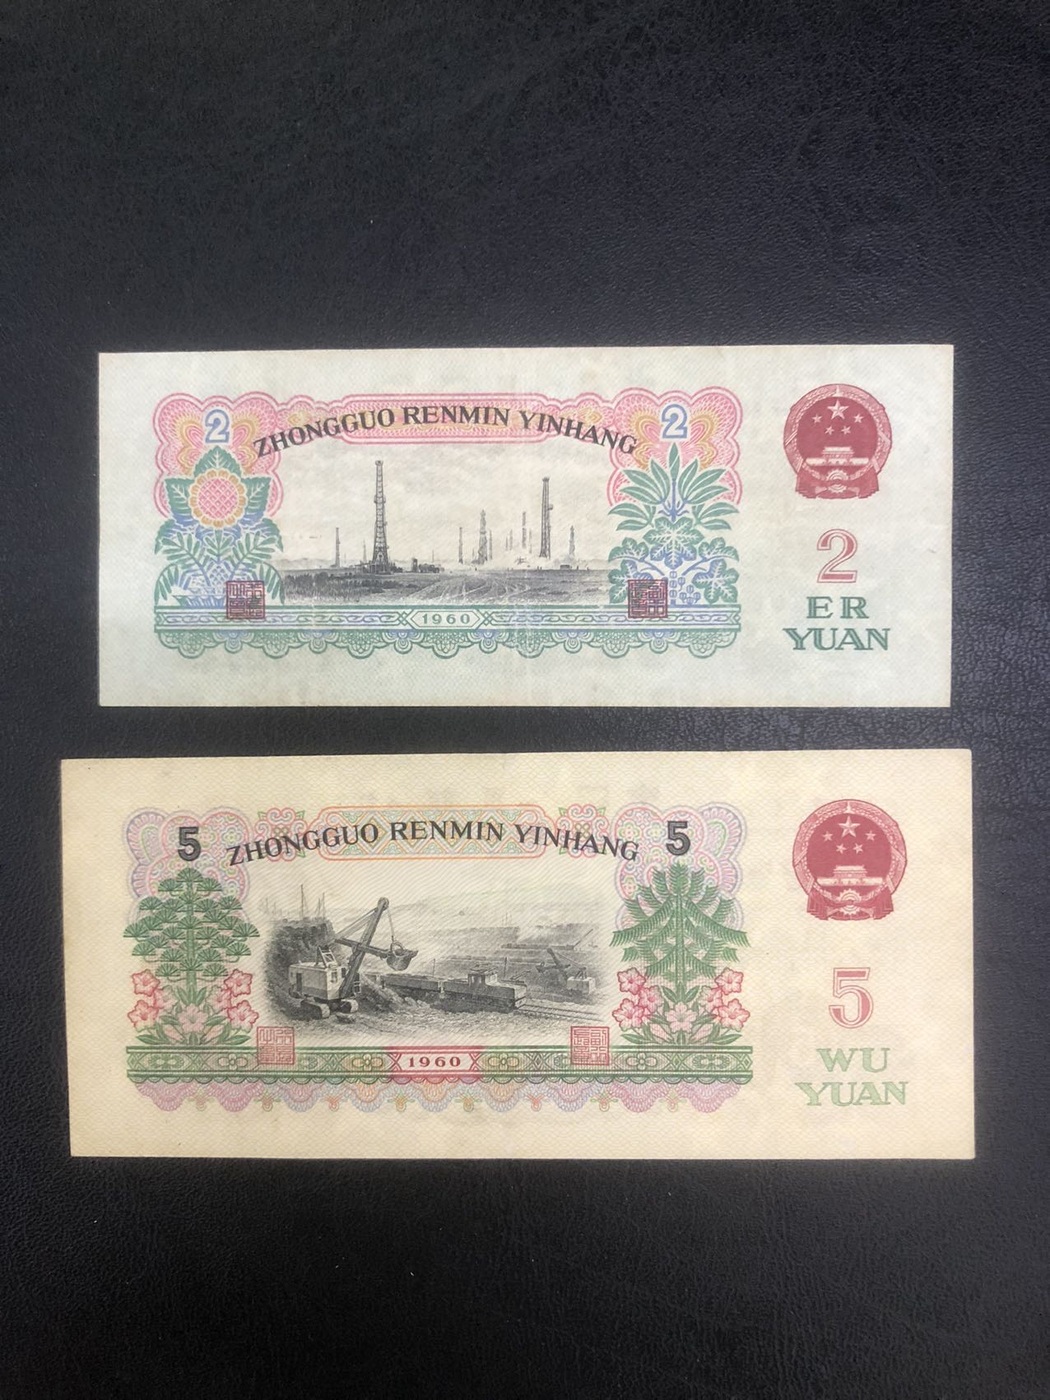 2 ZHONGGUO RENMIN YINHANG 2
1960
2
ER
YUAN
5 ZHONGGUO RENMIN YINHANG 5
1960
5
WU
YUAN